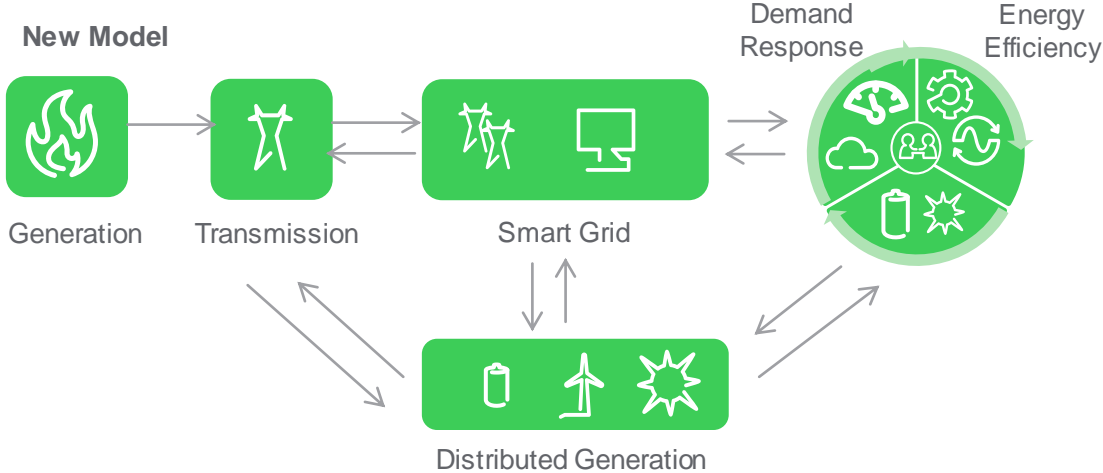 New Model
Demand
Response
Energy
Efficiency
Generation
Transmission
Smart Grid
Distributed Generation